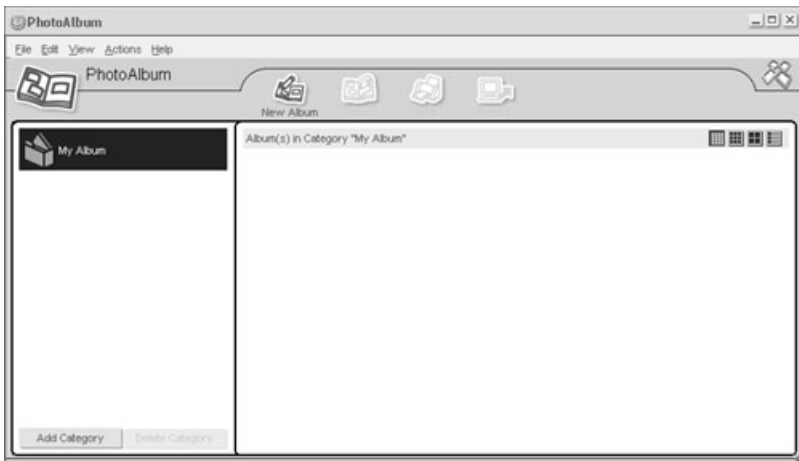 PhotoAlbum
File Edit View Actions Help
PhotoAlbum
New Album
My Album
Album(s) in Category "My Album"
Add Category Delete Category